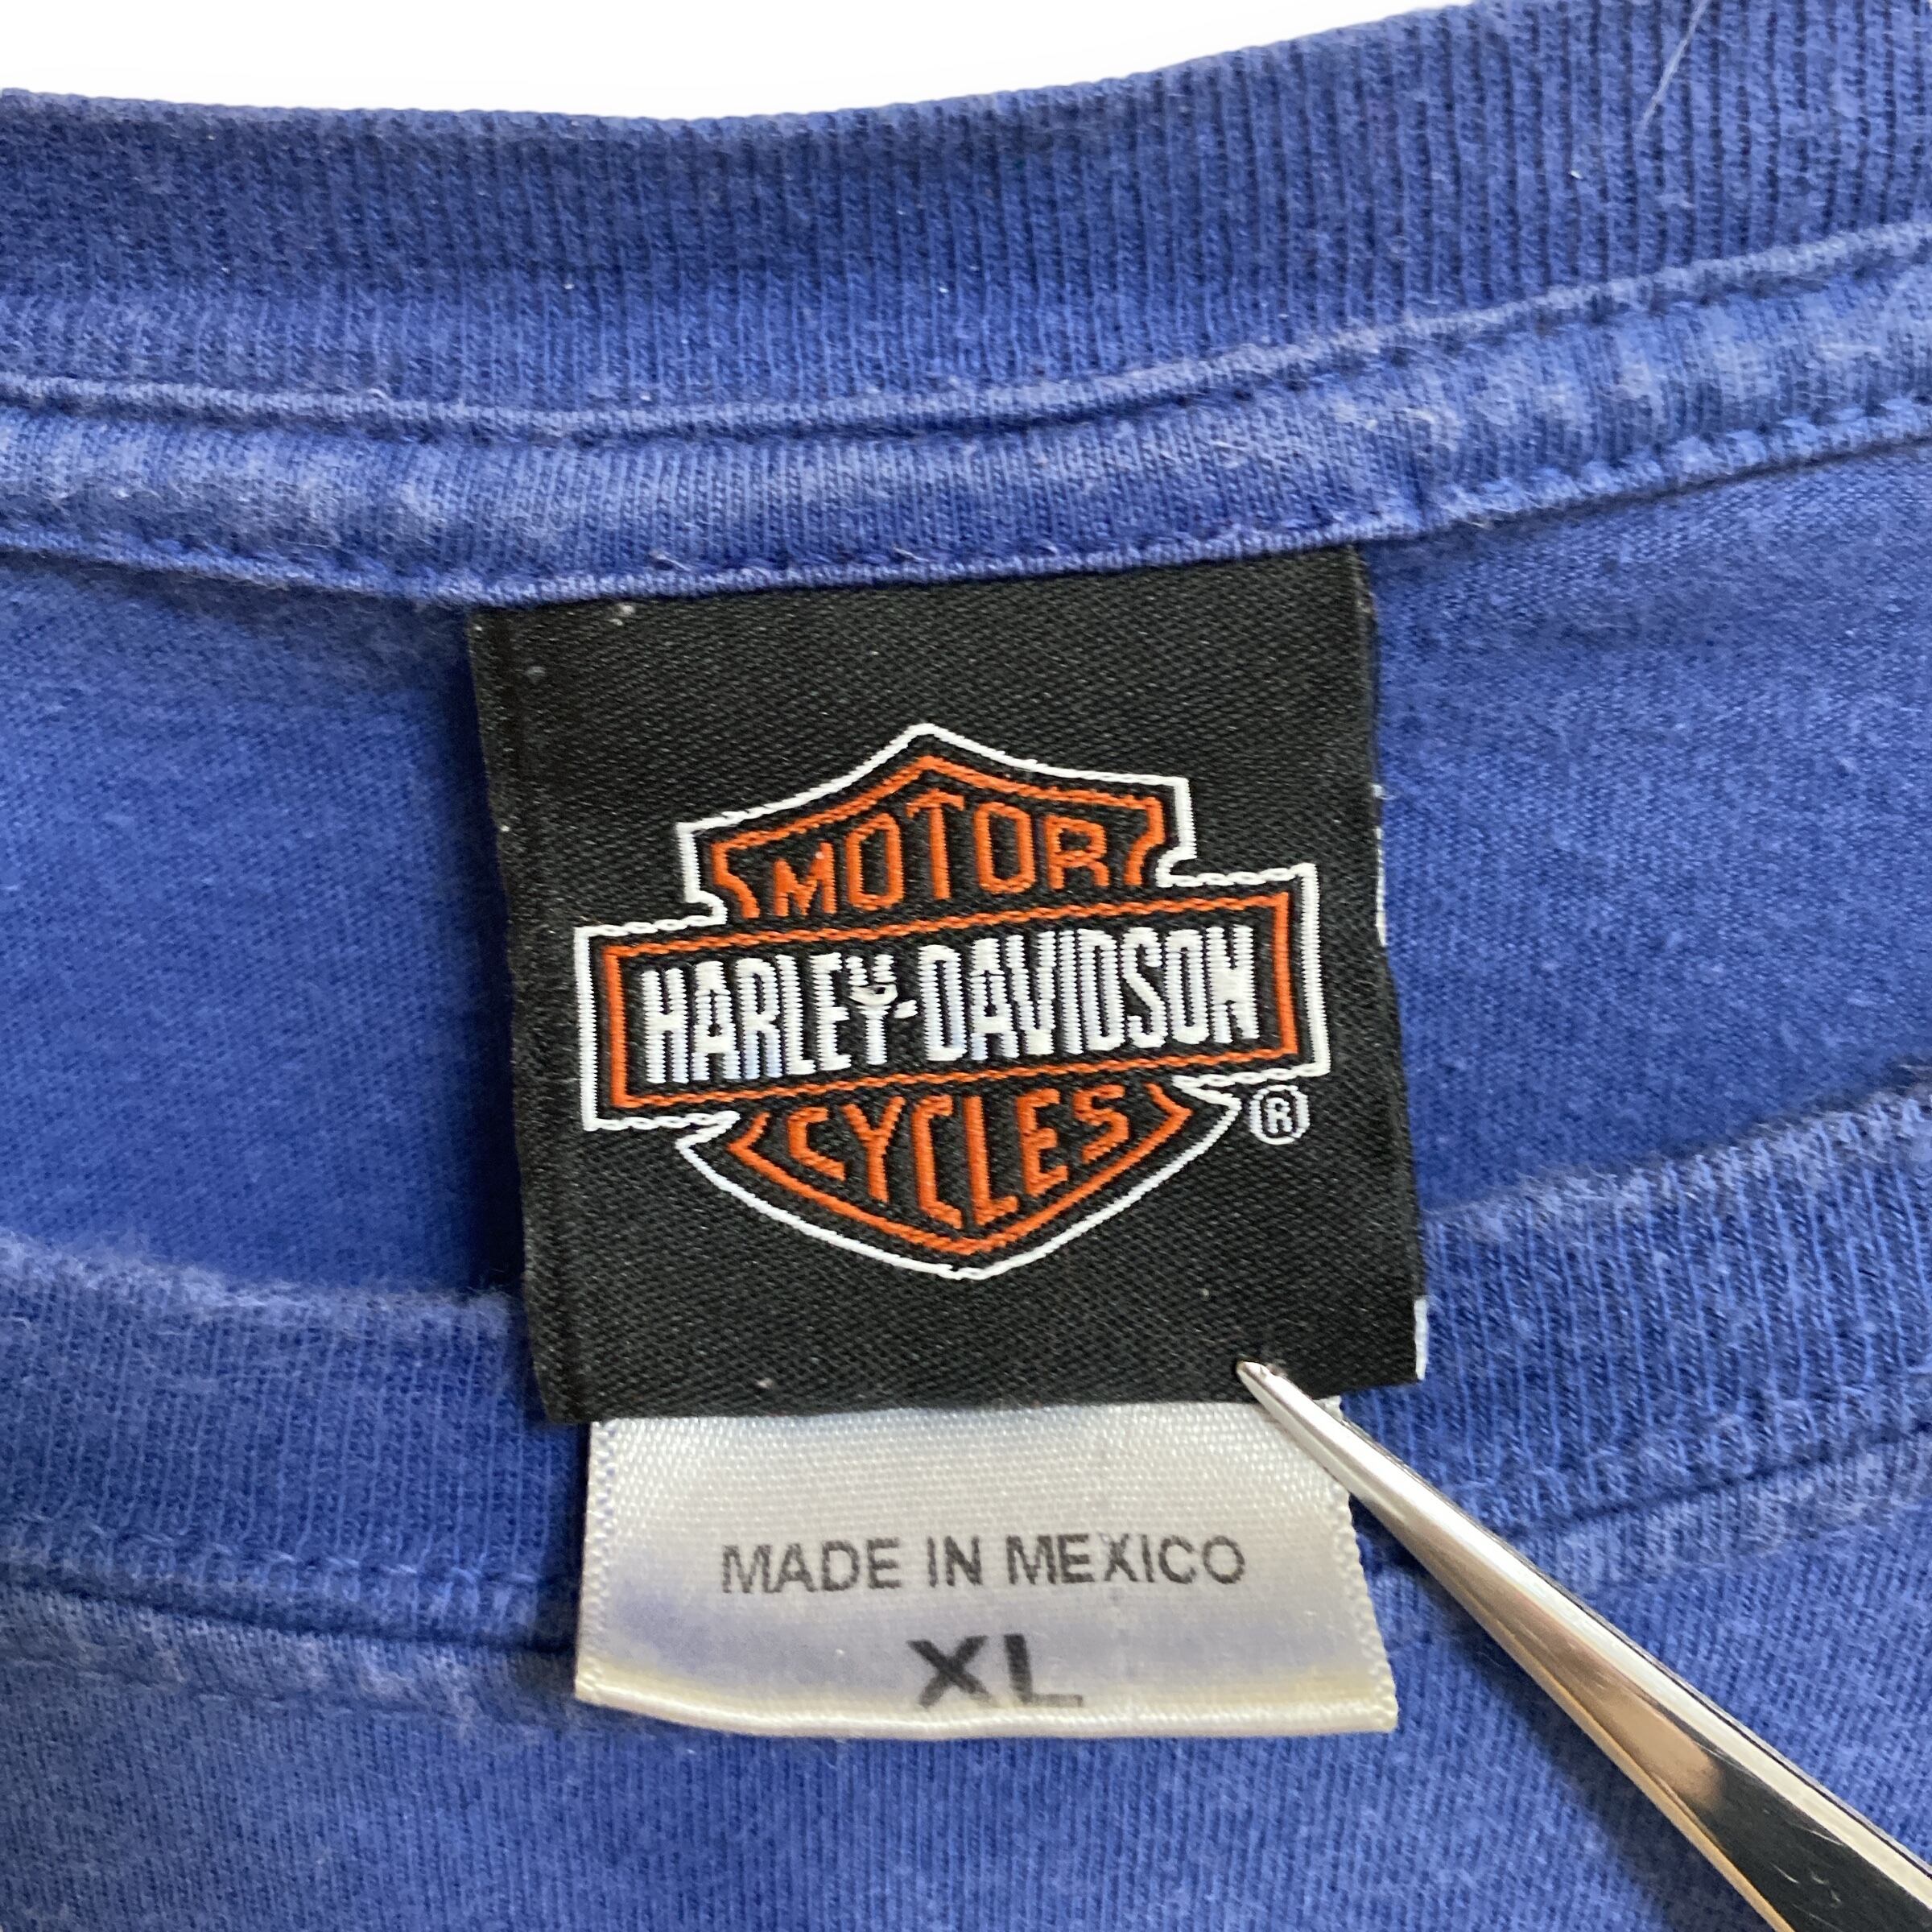 MOTOR
HARLEY-DAVIDSON
CYCLES
®
MADE IN MEXICO
XL